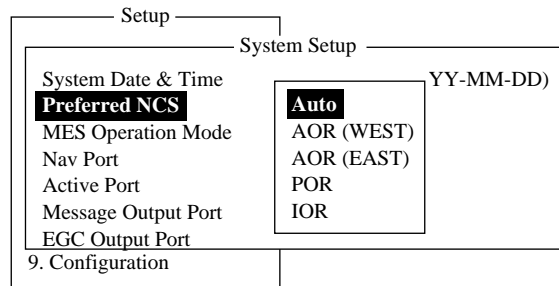 Setup
System Setup
System Date & Time YY-MM-DD)
Preferred NCS Auto
MES Operation Mode AOR (WEST)
Nav Port AOR (EAST)
Active Port POR
Message Output Port IOR
EGC Output Port
9. Configuration